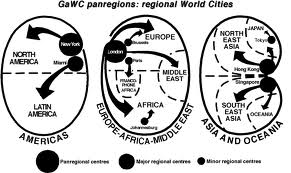 GaWC panregions: regional World Cities
NORTH
AMERICA
New York
Miami
LATIN
AMERICA
AMERICAS
London
Brussels
EUROPE
Paris
FRANCO-
PHONE
AFRICA
MIDDLE
EAST
AFRICA
Johannesburg
EUROPE-AFRICA-MIDDLE EAST
NORTH
EAST
ASIA
JAPAN
Tokyo
Hong Kong
Singapore
SOUTH
EAST
ASIA
OCEANIA
ASIA AND OCEANIA
Panregional centres
Major regional centres
Minor regional centres